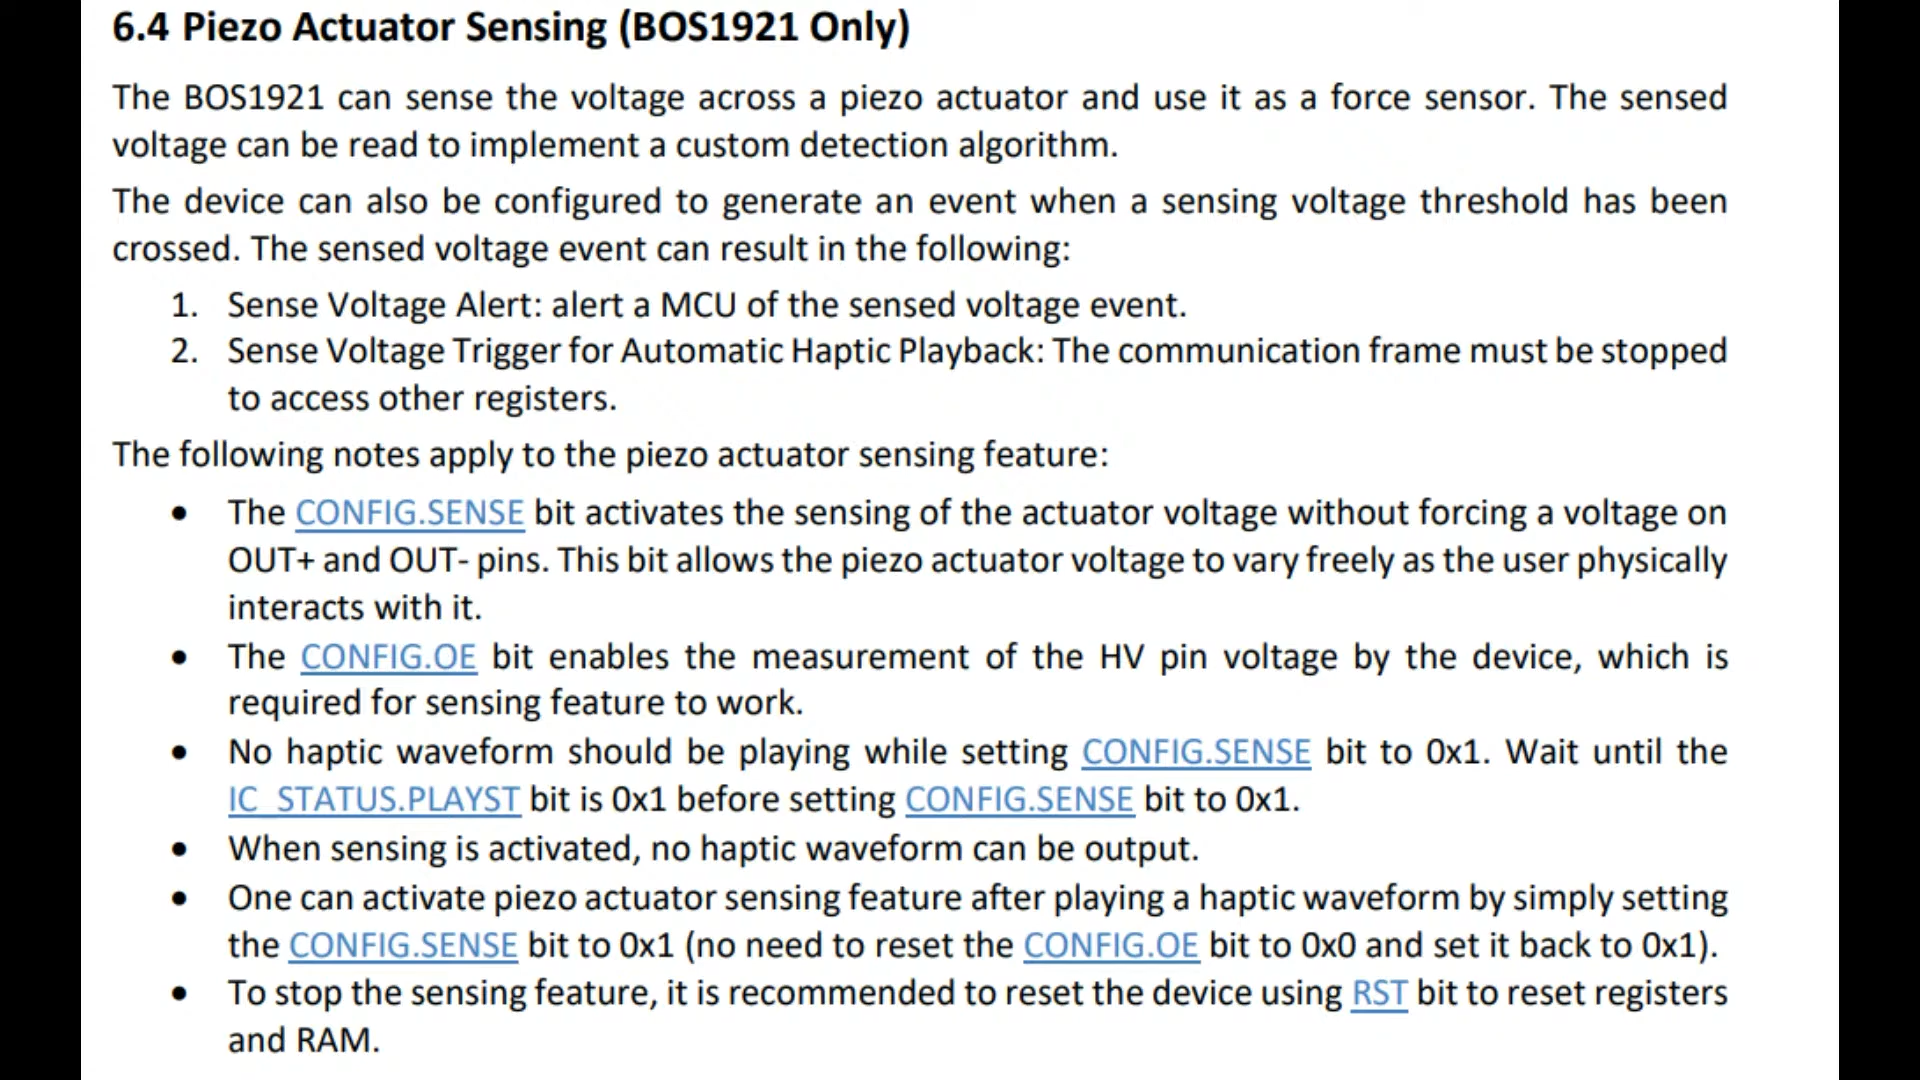 6.4 Piezo Actuator Sensing (BOS1921 Only)
The BOS1921 can sense the voltage across a piezo actuator and use it as a force sensor. The sensed
voltage can be read to implement a custom detection algorithm.
The device can also be configured to generate an event when a sensing voltage threshold has been
crossed. The sensed voltage event can result in the following:
1. Sense Voltage Alert: alert a MCU of the sensed voltage event.
2. Sense Voltage Trigger for Automatic Haptic Playback: The communication frame must be stopped
to access other registers.
The following notes apply to the piezo actuator sensing feature:
• The CONFIG.SENSE bit activates the sensing of the actuator voltage without forcing a voltage on
OUT+ and OUT- pins. This bit allows the piezo actuator voltage to vary freely as the user physically
interacts with it.
• The CONFIG.OE bit enables the measurement of the HV pin voltage by the device, which is
required for sensing feature to work.
• No haptic waveform should be playing while setting CONFIG.SENSE bit to 0x1. Wait until the
IC_STATUS.PLAYST bit is 0x1 before setting CONFIG.SENSE bit to 0x1.
• When sensing is activated, no haptic waveform can be output.
• One can activate piezo actuator sensing feature after playing a haptic waveform by simply setting
the CONFIG.SENSE bit to 0x1 (no need to reset the CONFIG.OE bit to 0x0 and set it back to 0x1).
• To stop the sensing feature, it is recommended to reset the device using RST bit to reset registers
and RAM.